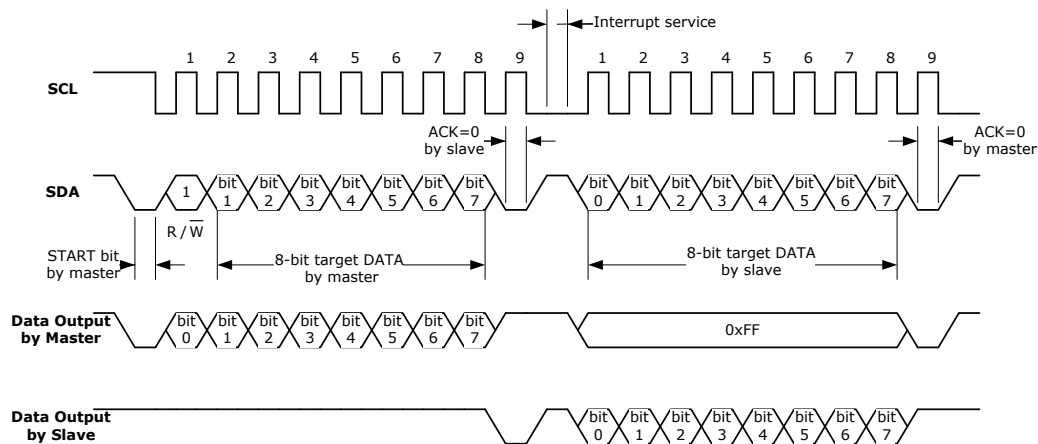 Interrupt service
1 2 3 4 5 6 7 8 9 1 2 3 4 5 6 7 8 9
SCL
ACK=0
by slave
ACK=0
by master
SDA
1 bit bit bit bit bit bit bit bit bit bit bit bit bit bit bit
1 2 3 4 5 6 7 0 1 2 3 4 5 6 7
R / W
START bit
by master
8-bit target DATA
by master
8-bit target DATA
by slave
Data Output
by Master
bit bit bit bit bit bit bit bit
0 1 2 3 4 5 6 7
0xFF
Data Output
by Slave
bit bit bit bit bit bit bit bit
0 1 2 3 4 5 6 7